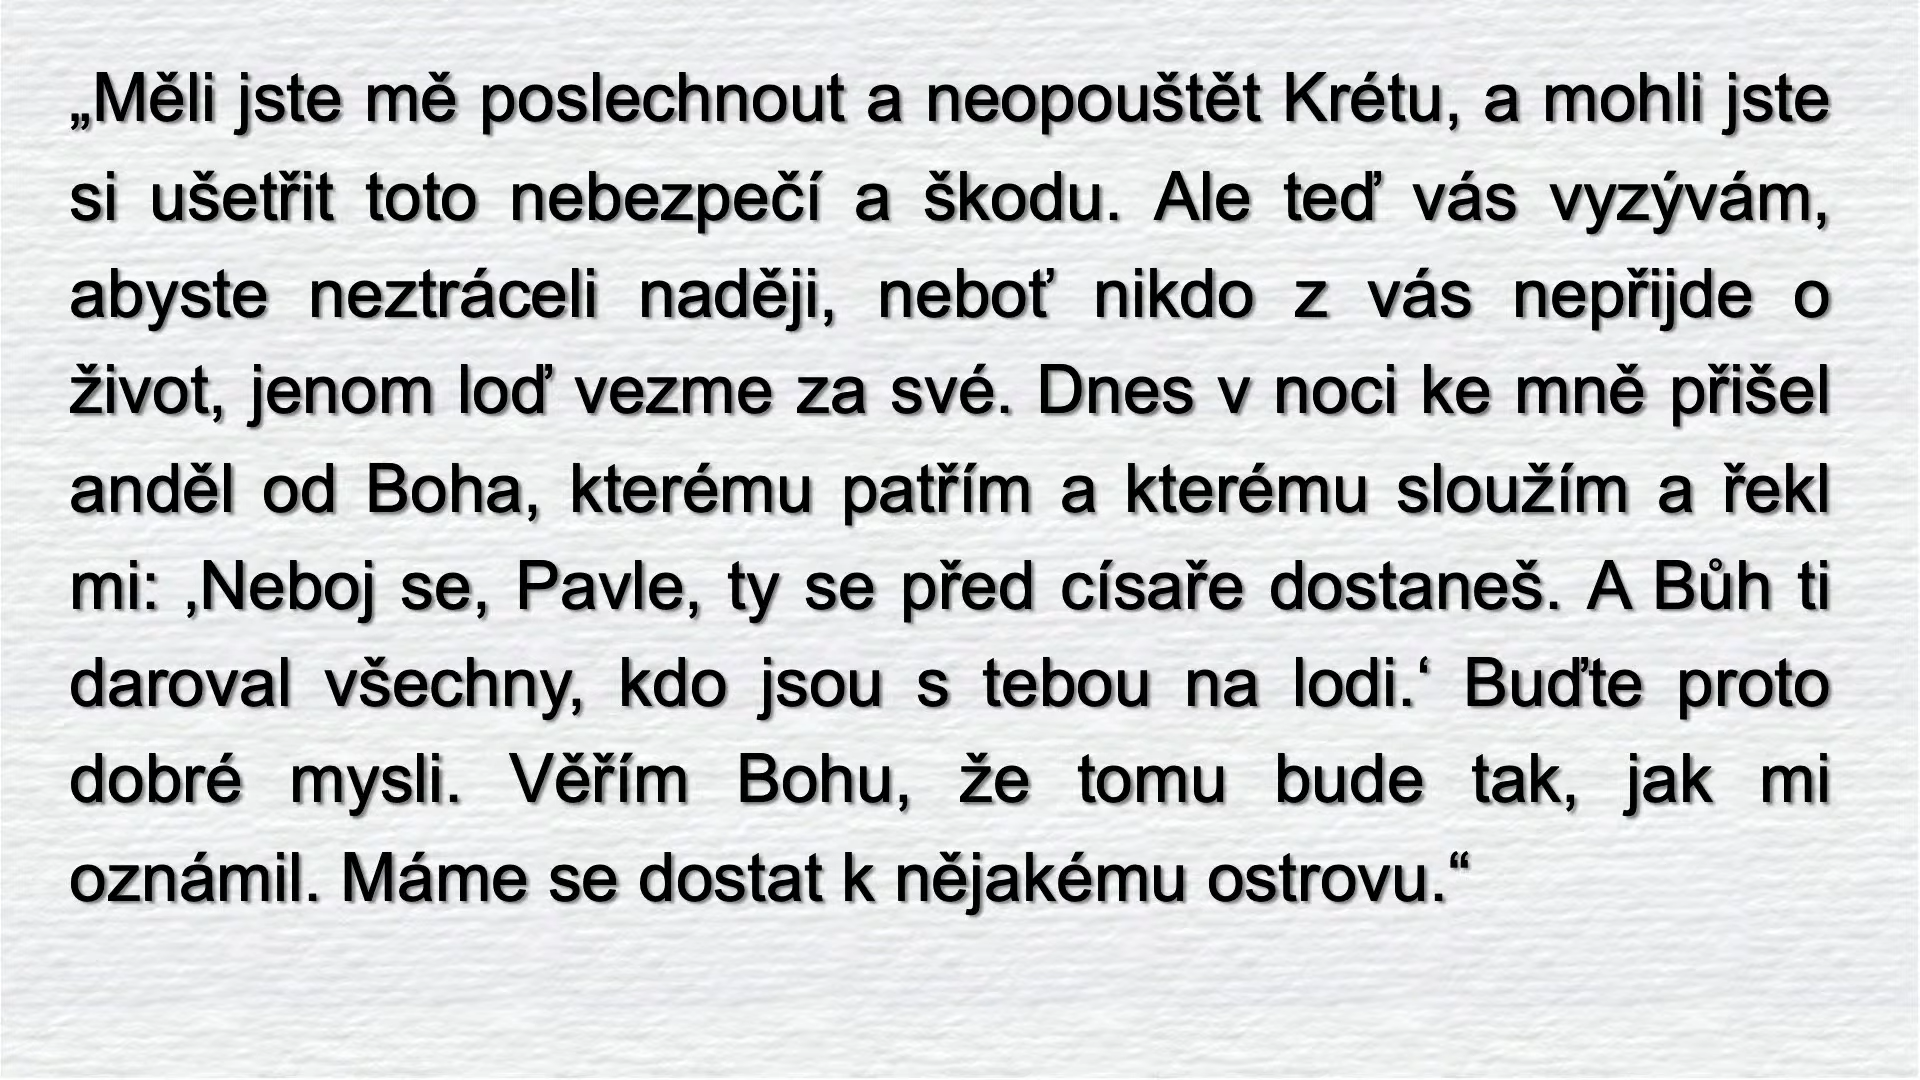 „Měli jste mě poslechnout a neopouštět Krétu, a mohli jste
si ušetřit toto nebezpečí a škodu. Ale teď vás vyzývám,
abyste neztráceli naději, neboť nikdo z vás nepřijde o
život, jenom loď vezme za své. Dnes v noci ke mně přišel
anděl od Boha, kterému patřím a kterému sloužím a řekl
mi: ‚Neboj se, Pavle, ty se před císaře dostaneš. A Bůh ti
daroval všechny, kdo jsou s tebou na lodi.‘ Buďte proto
dobré mysli. Věřím Bohu, že tomu bude tak, jak mi
oznámil. Máme se dostat k nějakému ostrovu.“